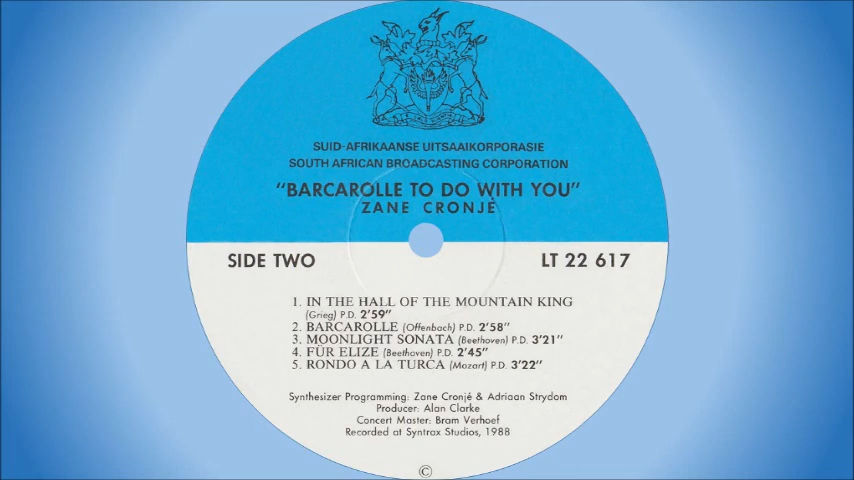 SUID-AFRIKAANSE UITSAAIKORPORASIE
SOUTH AFRICAN BROADCASTING CORPORATION
"BARCAROLLE TO DO WITH YOU"
ZANE CRONJÉ
SIDE TWO LT 22 617
1. IN THE HALL OF THE MOUNTAIN KING
(Grieg) P.D. 2'59"
2. BARCAROLLE (Offenbach) P.D. 2'58"
3. MOONLIGHT SONATA (Beethoven) P.D. 3'21"
4. FÜR ELIZE (Beethoven) P.D. 2'45"
5. RONDO A LA TURCA (Mozart) P.D. 3'22"
Synthesizer Programming: Zane Cronjé & Adriaan Strydom
Producer: Alan Clarke
Concert Master: Bram Verhoef
Recorded at Syntrax Studios, 1988
©